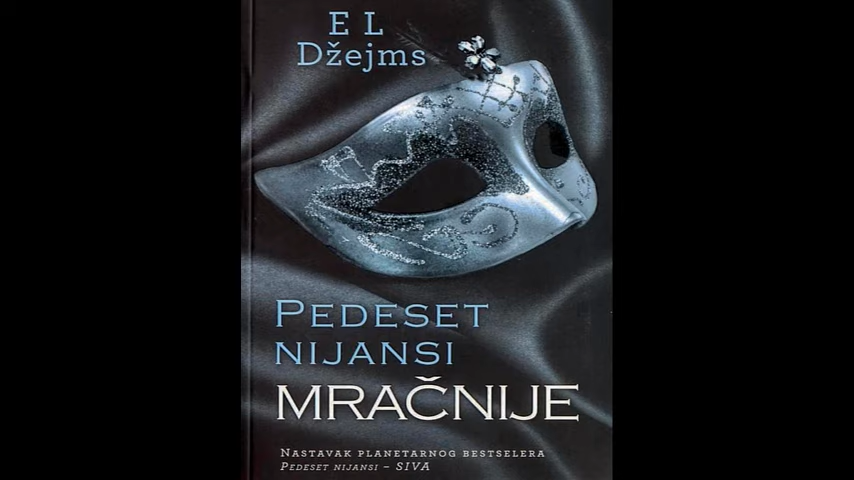 E L
Džejms
PEDESET
NIJANSI
MRAČNIJE
NASTAVAK PLANETARNOG BESTSELERA
PEDESET NIJANSI – SIVA